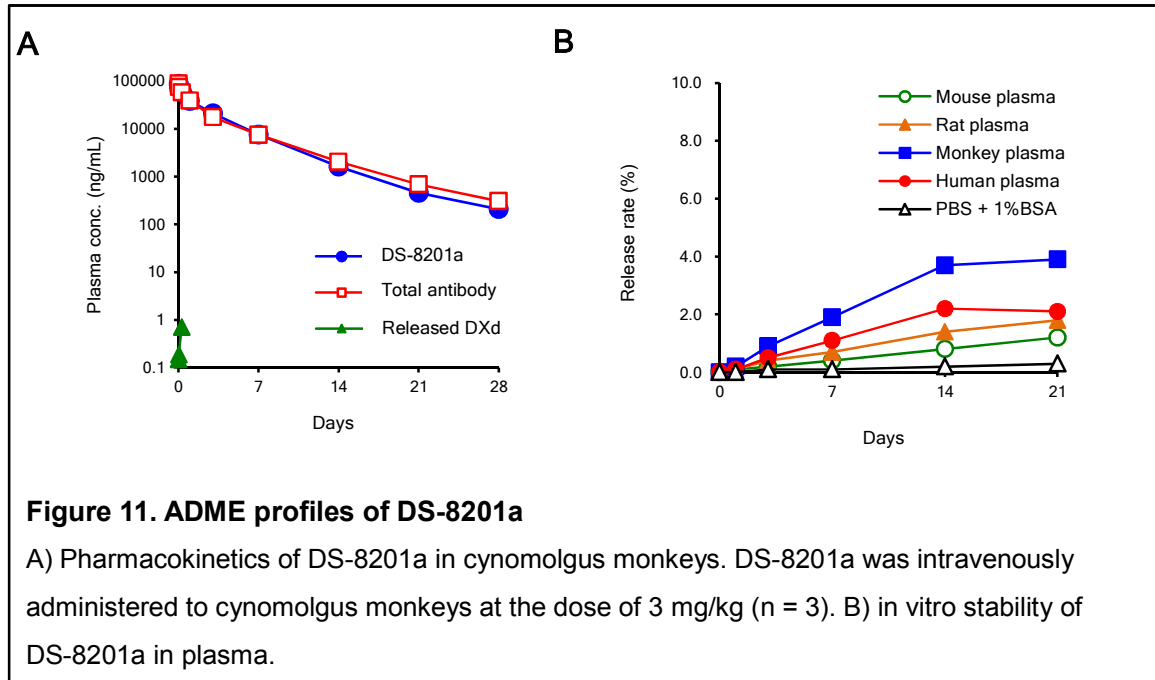 A
100000
10000
1000
100
10
1
0.1
Plasma conc. (ng/mL)
DS-8201a
Total antibody
Released DXd
0 7 14 21 28
Days
B
10.0
8.0
6.0
4.0
2.0
0.0
Release rate (%)
Mouse plasma
Rat plasma
Monkey plasma
Human plasma
PBS + 1%BSA
0 7 14 21
Days
Figure 11. ADME profiles of DS-8201a
A) Pharmacokinetics of DS-8201a in cynomolgus monkeys. DS-8201a was intravenously
administered to cynomolgus monkeys at the dose of 3 mg/kg (n = 3). B) in vitro stability of
DS-8201a in plasma.